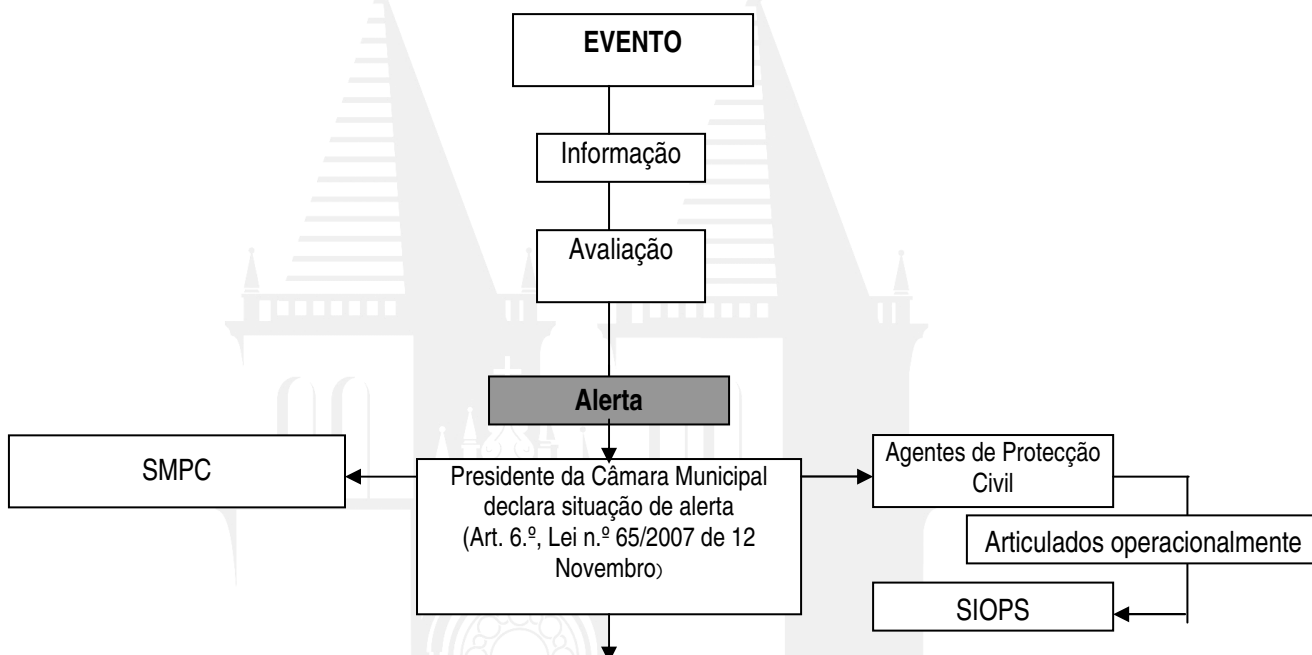 EVENTO
Informação
Avaliação
Alerta
SMPC
Presidente da Câmara Municipal
declara situação de alerta
(Art. 6.º, Lei n.º 65/2007 de 12
Novembro)
Agentes de Protecção
Civil
Articulados operacionalmente
SIOPS